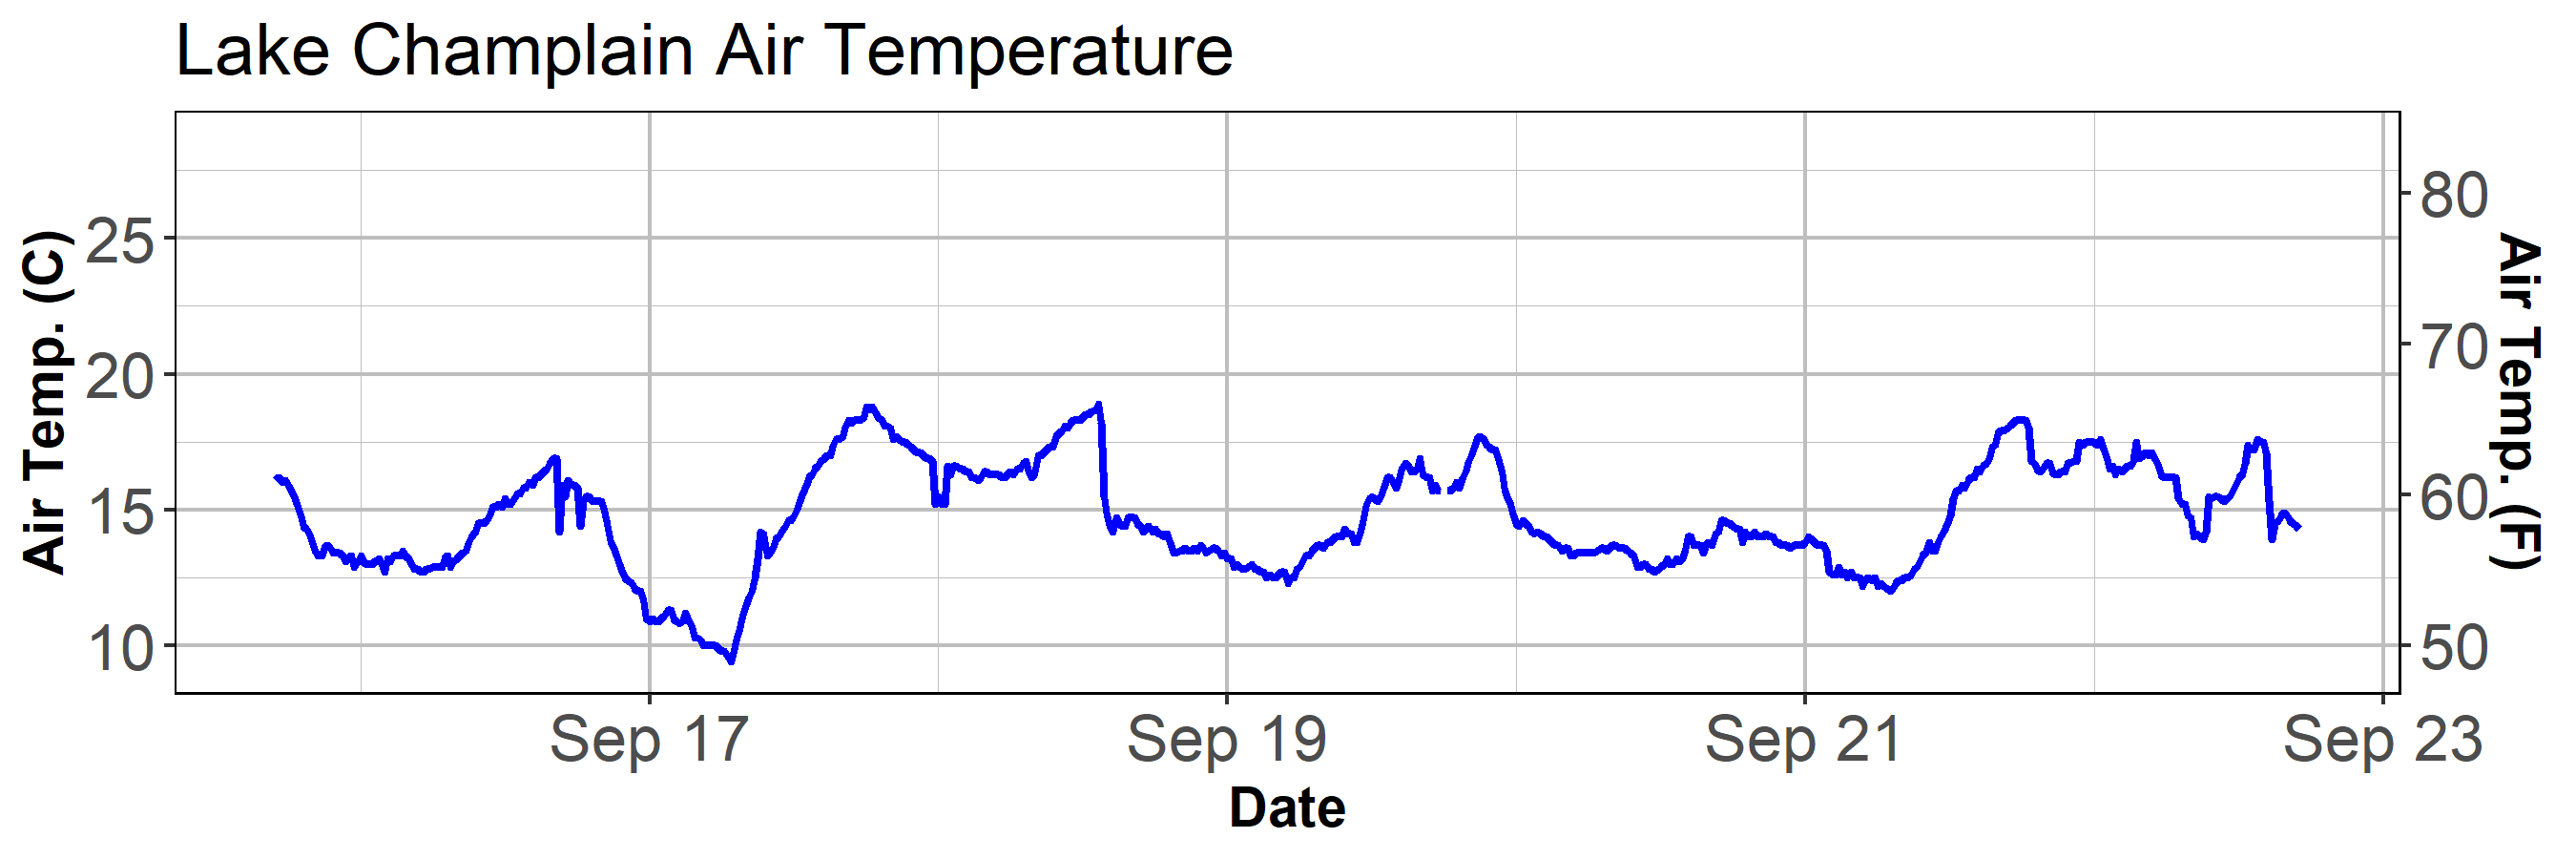 Lake Champlain Air Temperature
Air Temp. (C)
25
20
15
10
80
70
60
50
Air Temp. (F)
Sep 17
Sep 19
Sep 21
Sep 23
Date